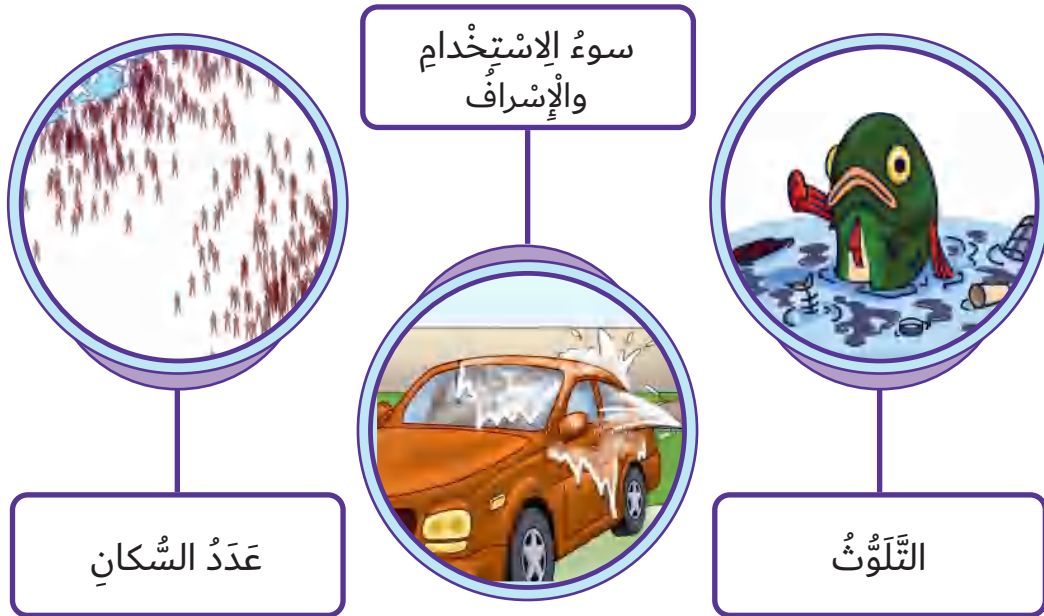 سوءُ الِاسْتِخْدامِ
والْإِسْرافُ
التَّلَوُّثُ
عَدَدُ السُّكانِ